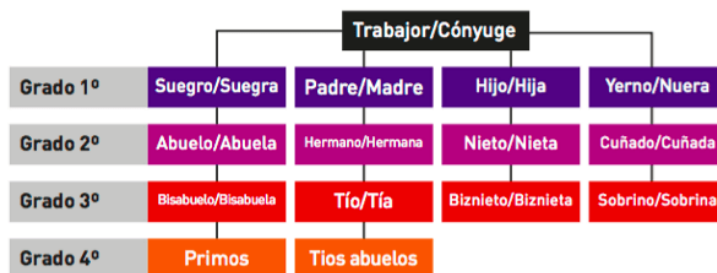 Trabajor/Cónyuge
Grado 1º Suegro/Suegra Padre/Madre Hijo/Hija Yerno/Nuera
Grado 2º Abuelo/Abuela Hermano/Hermana Nieto/Nieta Cuñado/Cuñada
Grado 3º Bisabuelo/Bisabuela Tío/Tía Biznieto/Biznieta Sobrino/Sobrina
Grado 4º Primos Tios abuelos